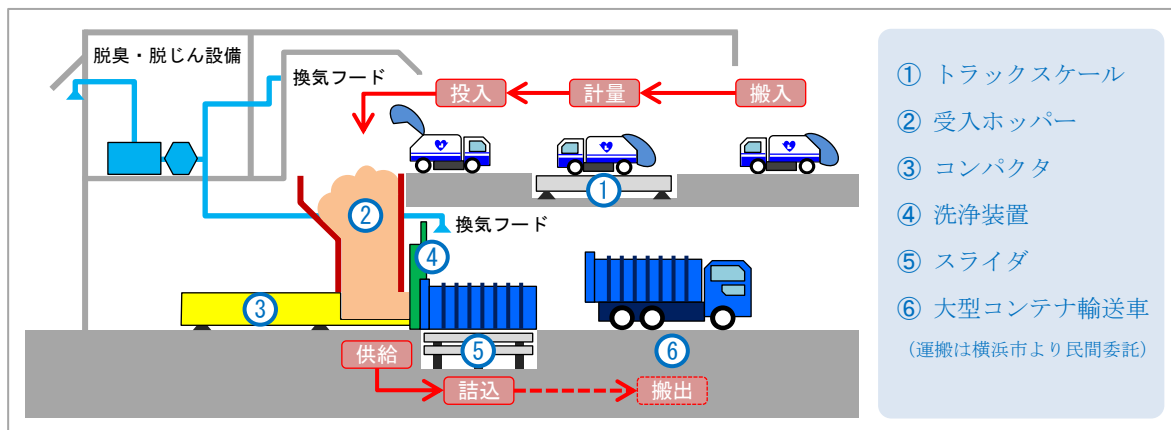 脱臭・脱じん設備
換気フード
投入
計量
搬入
①
②
換気フード
④
③
⑤
⑥
供給
詰込
搬出
① トラックスケール
② 受入ホッパー
③ コンパクタ
④ 洗浄装置
⑤ スライダ
⑥ 大型コンテナ輸送車
（運搬は横浜市より民間委託）